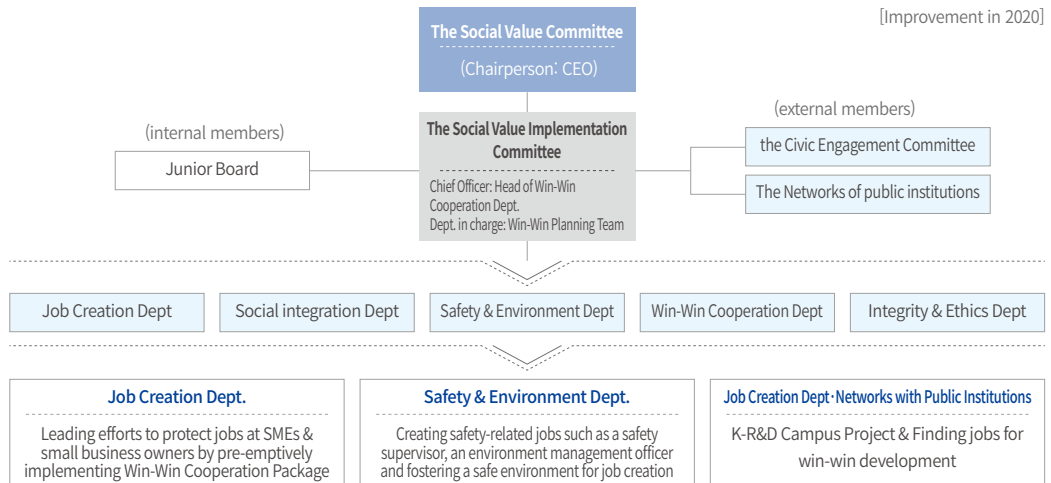 [Improvement in 2020]
The Social Value Committee
(Chairperson: CEO)
(internal members)
Junior Board
The Social Value Implementation
Committee
Chief Officer: Head of Win-Win
Cooperation Dept.
Dept. in charge: Win-Win Planning Team
(external members)
the Civic Engagement Committee
The Networks of public institutions
Job Creation Dept
Social integration Dept
Safety & Environment Dept
Win-Win Cooperation Dept
Integrity & Ethics Dept
Job Creation Dept.
Leading efforts to protect jobs at SMEs &
small business owners by pre-emptively
implementing Win-Win Cooperation Package
Safety & Environment Dept.
Creating safety-related jobs such as a safety
supervisor, an environment management officer
and fostering a safe environment for job creation
Job Creation Dept·Networks with Public Institutions
K-R&D Campus Project & Finding jobs for
win-win development